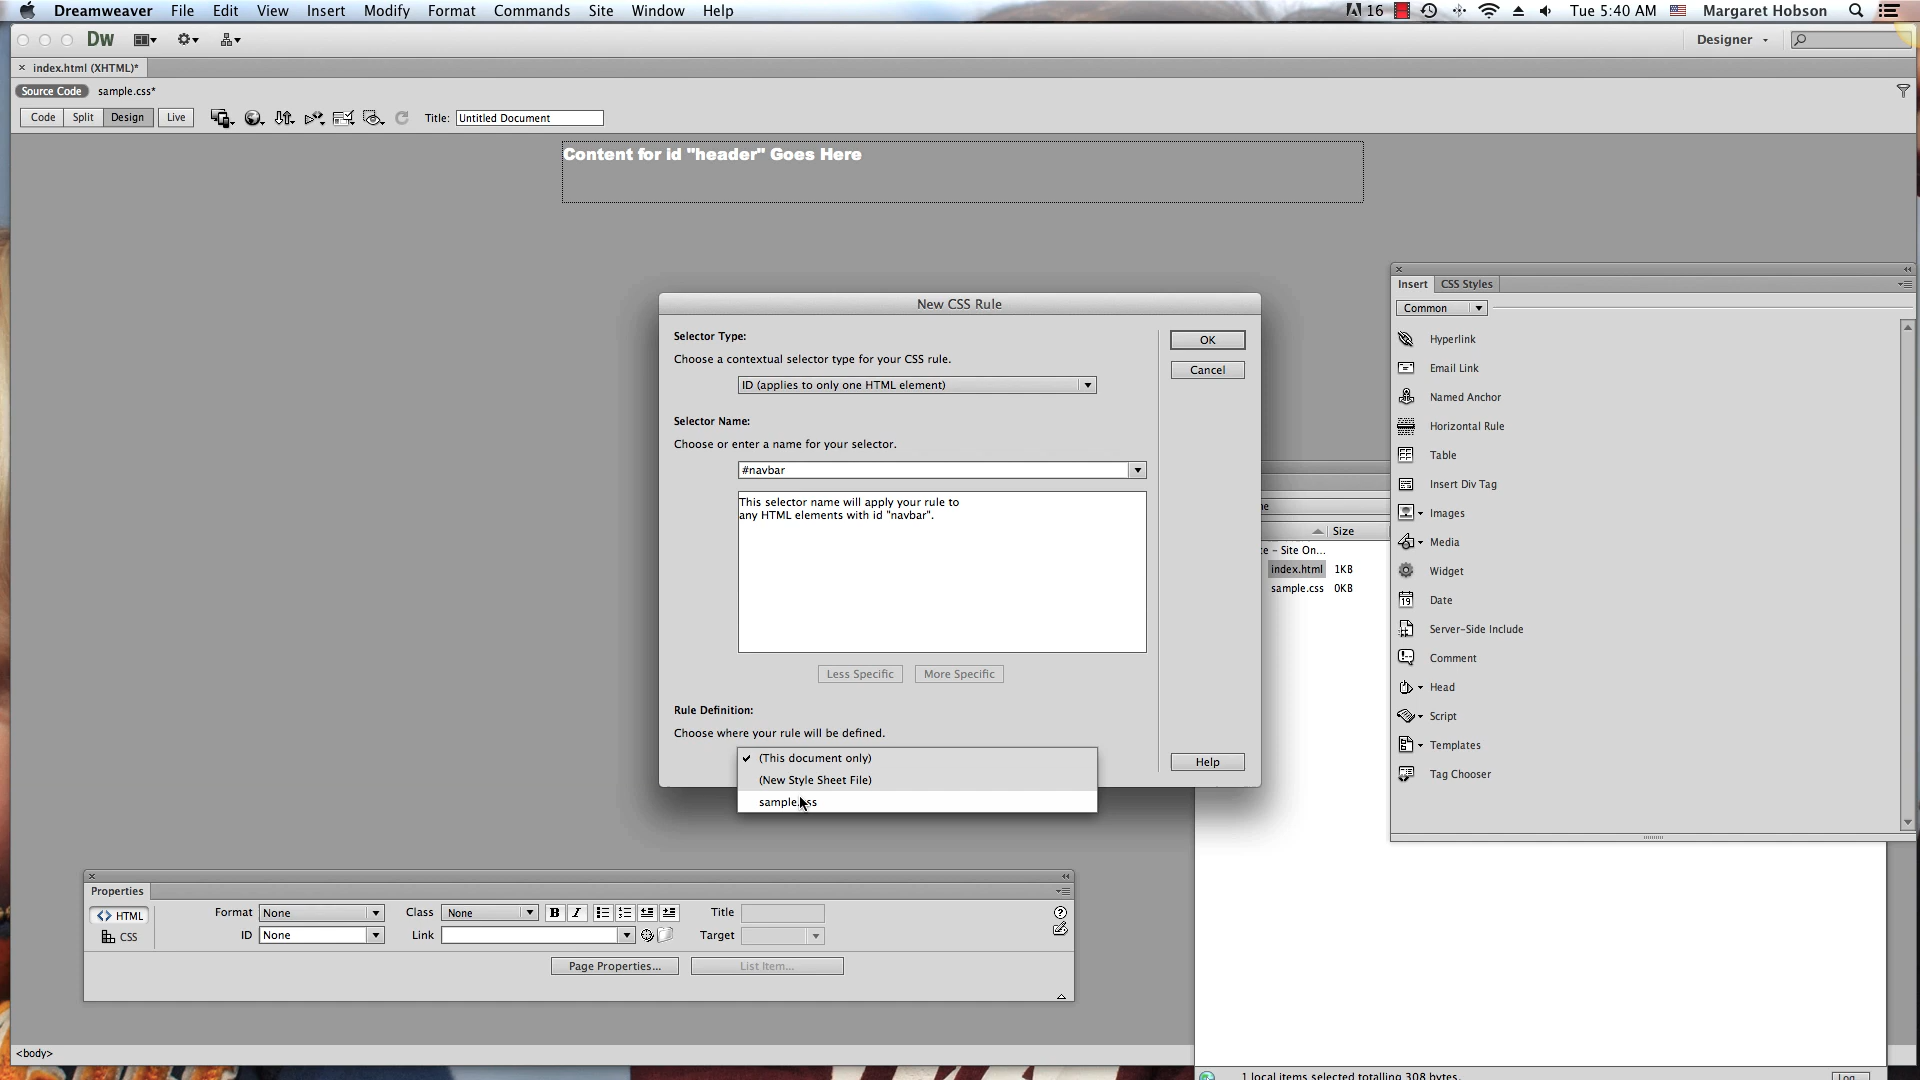 Dreamweaver File Edit View Insert Modify Format Commands Site Window Help
16 Tue 5:40 AM Margaret Hobson
Dw Designer
index.html (XHTML)*
Source Code sample.css*
Code Split Design Live Title: Untitled Document
Content for id "header" Goes Here
New CSS Rule
Selector Type:
Choose a contextual selector type for your CSS rule.
ID (applies to only one HTML element)
Selector Name:
Choose or enter a name for your selector.
#navbar
This selector name will apply your rule to
any HTML elements with id "navbar".
Less Specific More Specific
Rule Definition:
Choose where your rule will be defined.
(This document only)
(New Style Sheet File)
sample.css
OK
Cancel
Help
Size
- Site On...
index.html 1KB
sample.css 0KB
Insert CSS Styles
Common
Hyperlink
Email Link
Named Anchor
Horizontal Rule
Table
Insert Div Tag
Images
Media
Widget
19 Date
Server-Side Include
Comment
Head
Script
Templates
Tag Chooser
Properties
<> HTML Format None Class None B I Title
CSS ID None Link Target
Page Properties... List Item...
<body>
1 local items selected totalling 308 bytes.
Log...